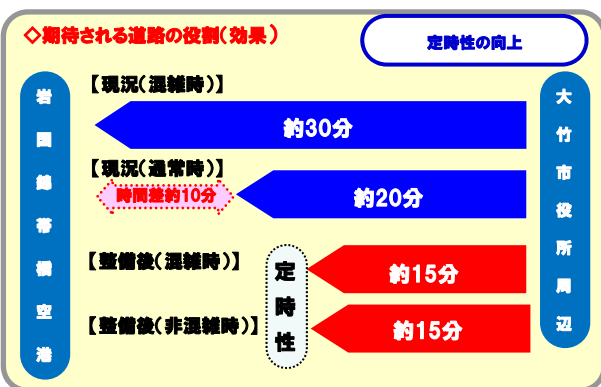 ◇期待される道路の役割(効果)
定時性の向上
岩国錦帯橋空港
大竹市役所周辺
【現況(混雑時)】
約30分
【現況(通常時)】
時間差約10分
約20分
【整備後(混雑時)】
約15分
定時性
【整備後(非混雑時)】
約15分